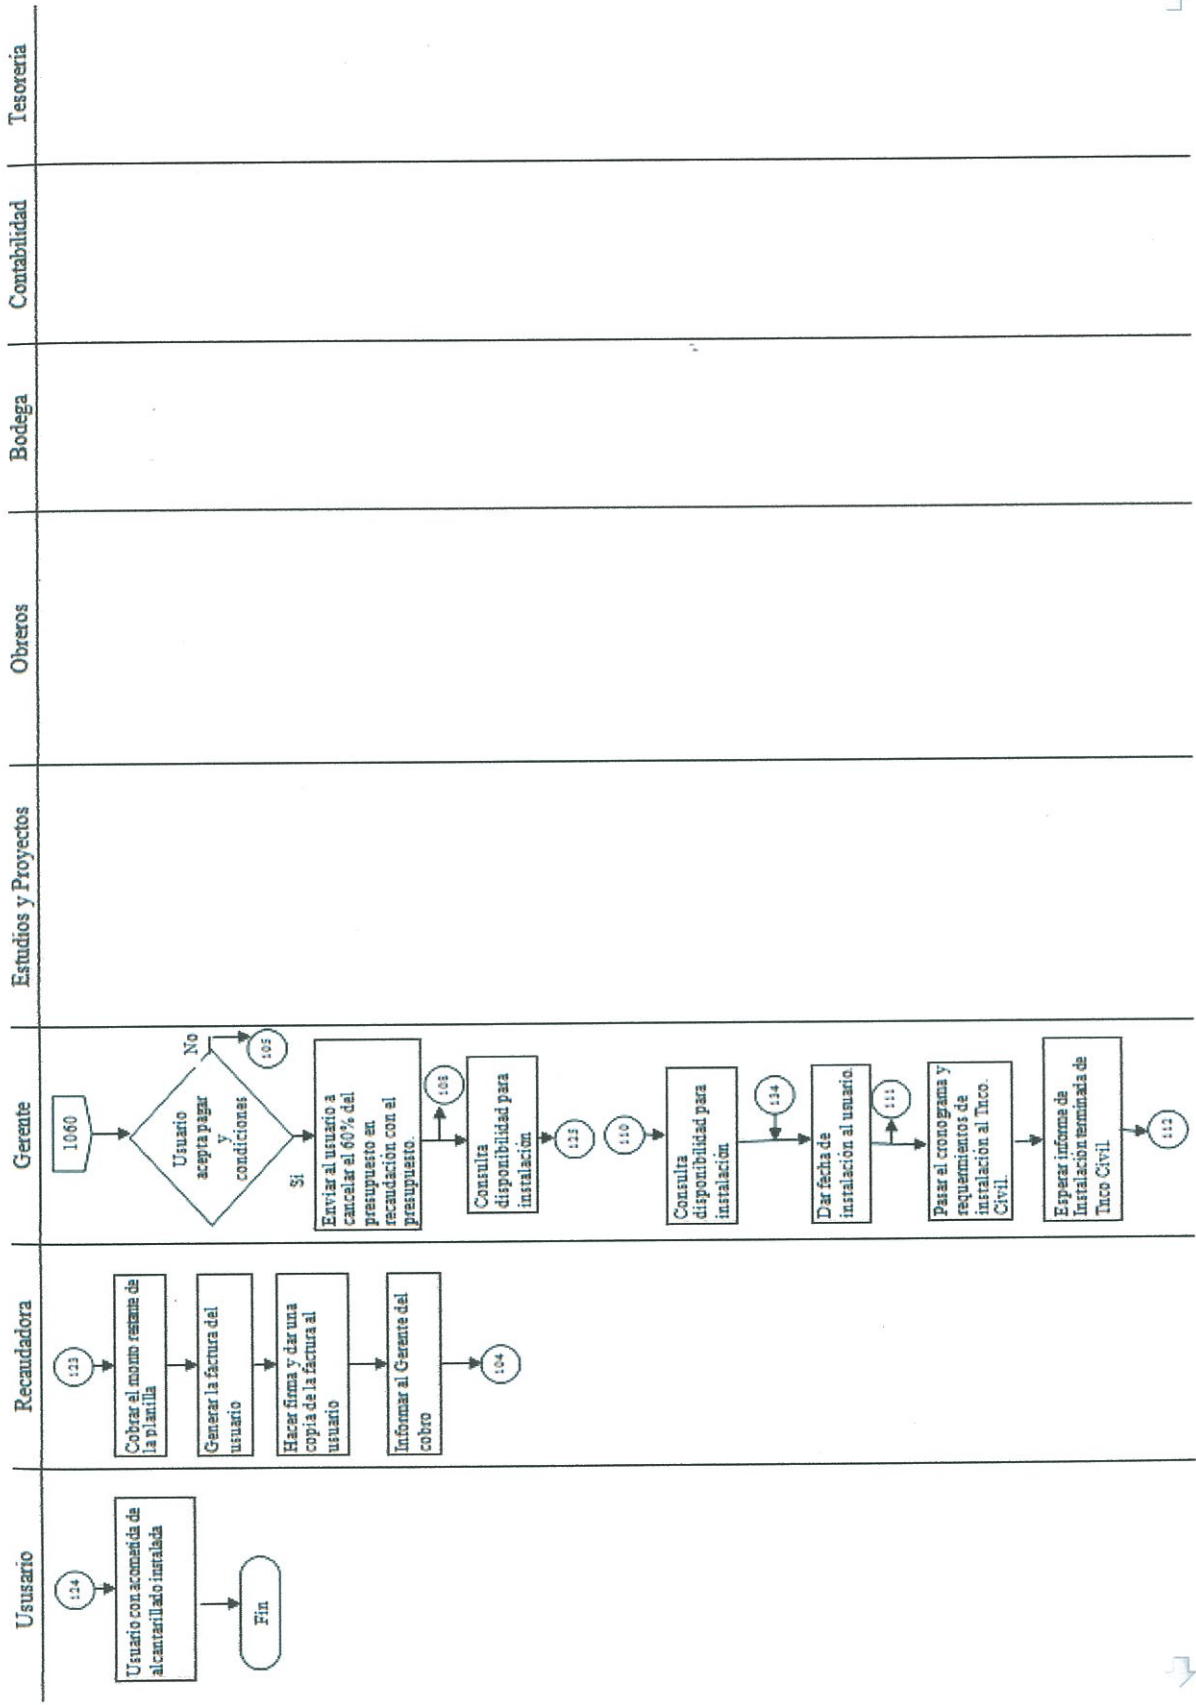 Ususario
Recaudadora
Gerente
Estudios y Proyectos
Obreros
Bodega
Contabilidad
Tesoreria
124
Usuario con acometida de
alcantarillado instalada
Fin
123
Cobrar el monto restante de
la planilla
Generar la factura del
usuario
Hacer firma y dar una
copia de la factura al
usuario
Informar al Gerente del
cobro
104
1060
Usuario
acepta pagar
y
condiciones
No
105
Si
Enviar al usuario a
cancelar el 60% del
presupuesto en
recaudación con el
presupuesto.
108
Consulta
disponibilidad para
instalación
125
110
Consulta
disponibilidad para
instalación
134
Dar fecha de
instalación al usuario.
111
Pasar el cronograma y
requermientos de
instalación al Tnco.
Civil.
Esperar informe de
Instalación terminada de
Tnco Civil
112